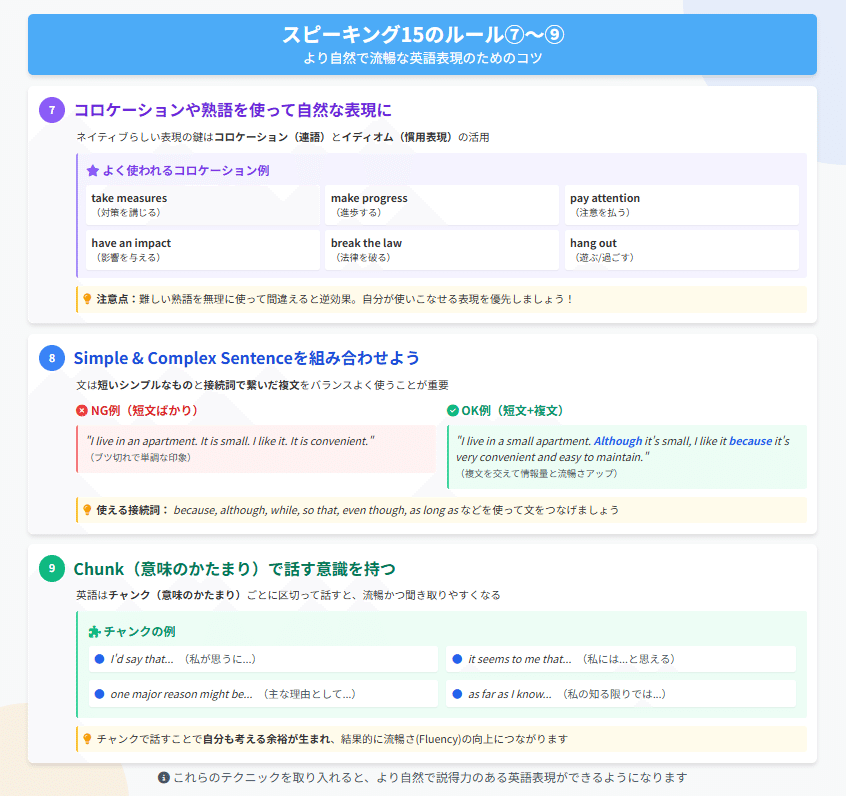 スピーキング15のルール⑦〜⑨
より自然で流暢な英語表現のためのコツ
7 コロケーションや熟語を使って自然な表現に
ネイティブらしい表現の鍵はコロケーション（連語）とイディオム（慣用表現）の活用
よく使われるコロケーション例
take measures
（対策を講じる）
make progress
（進歩する）
pay attention
（注意を払う）
have an impact
（影響を与える）
break the law
（法律を破る）
hang out
（遊ぶ/過ごす）
注意点：難しい熟語を無理に使って間違えると逆効果。自分が使いこなせる表現を優先しましょう！
8 Simple & Complex Sentenceを組み合わせよう
文は短いシンプルなものと接続詞で繋いだ複文をバランスよく使うことが重要
NG例（短文ばかり）
"I live in an apartment. It is small. I like it. It is convenient."
（ブツ切れで単調な印象）
OK例（短文+複文）
"I live in a small apartment. Although it's small, I like it because it's
very convenient and easy to maintain."
（複文を交えて情報量と流暢さアップ）
使える接続詞： because, although, while, so that, even though, as long as などを使って文をつなげましょう
9 Chunk（意味のかたまり）で話す意識を持つ
英語はチャンク（意味のかたまり）ごとに区切って話すと、流暢かつ聞き取りやすくなる
チャンクの例
I'd say that... （私が思うに...）
it seems to me that... （私には...と思える）
one major reason might be... （主な理由として...）
as far as I know... （私の知る限りでは...）
チャンクで話すことで自分も考える余裕が生まれ、結果的に流暢さ(Fluency)の向上につながります
これらのテクニックを取り入れると、より自然で説得力のある英語表現ができるようになります